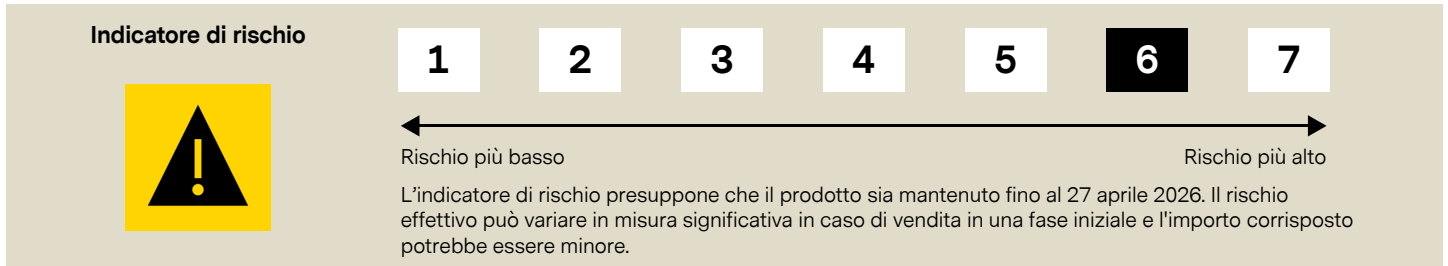 Indicatore di rischio
1 2 3 4 5 6 7
!
Rischio più basso Rischio più alto
L’indicatore di rischio presuppone che il prodotto sia mantenuto fino al 27 aprile 2026. Il rischio
effettivo può variare in misura significativa in caso di vendita in una fase iniziale e l'importo corrisposto
potrebbe essere minore.